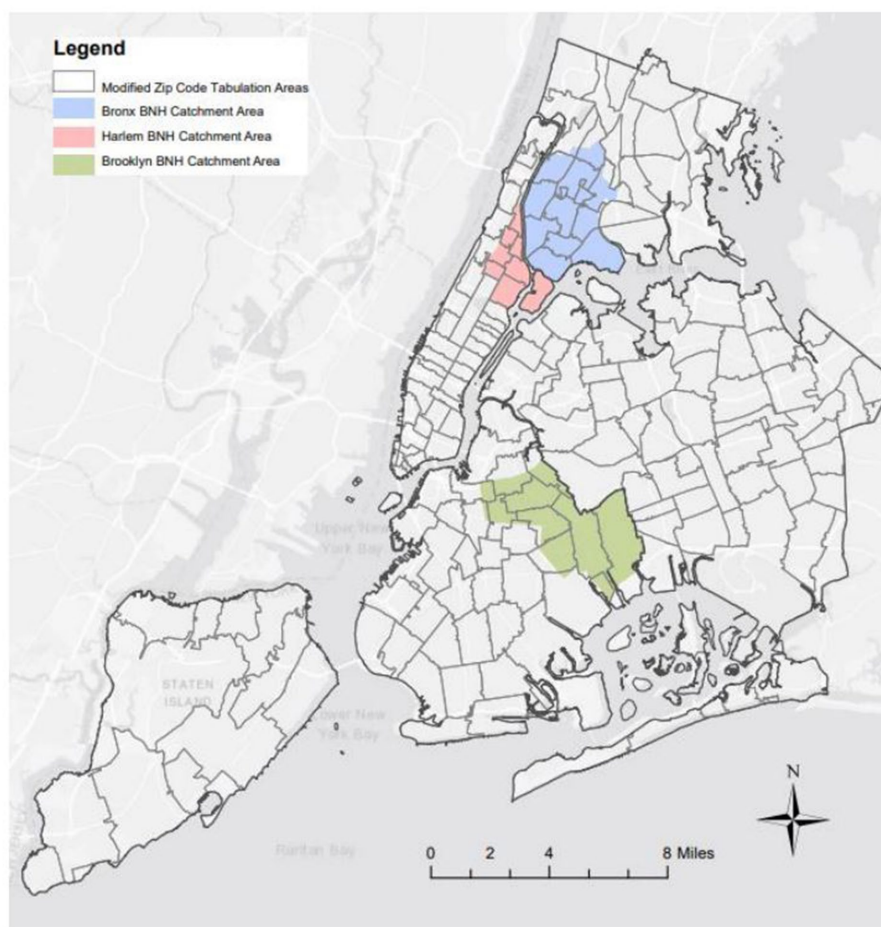 Legend
Modified Zip Code Tabulation Areas
Bronx BNH Catchment Area
Harlem BNH Catchment Area
Brooklyn BNH Catchment Area
Upper New
York Bay
STATEN
ISLAND
Lower New
York Bay
N
Raritan Bay
0 2 4 8 Miles